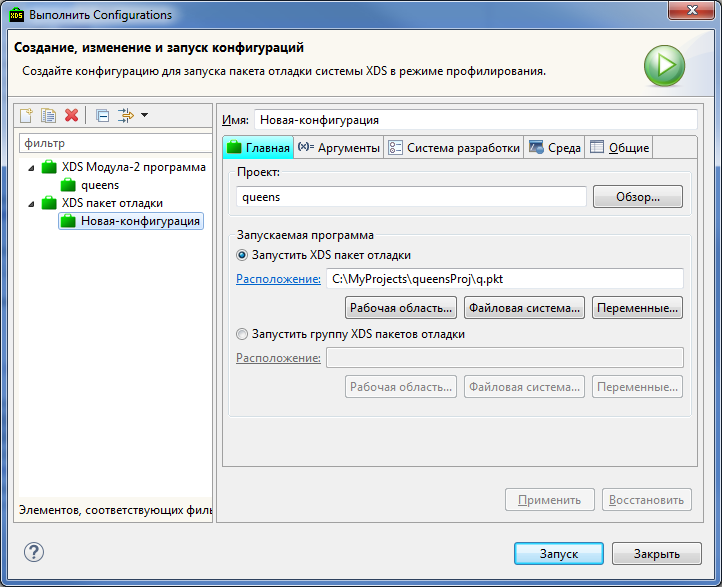 XDS Выполнить Configurations
Создание, изменение и запуск конфигураций
Создайте конфигурацию для запуска пакета отладки системы XDS в режиме профилирования.
фильтр
XDS Модула-2 программа
queens
XDS пакет отладки
Новая-конфигурация
Элементов, соответствующих филь
Имя: Новая-конфигурация
Главная (x)= Аргументы Система разработки Среда Общие
Проект:
queens Обзор...
Запускаемая программа
Запустить XDS пакет отладки
Расположение: C:\MyProjects\queensProj\q.pkt
Рабочая область... Файловая система... Переменные...
Запустить группу XDS пакетов отладки
Расположение:
Рабочая область... Файловая система... Переменные...
Применить Восстановить
? Запуск Закрыть